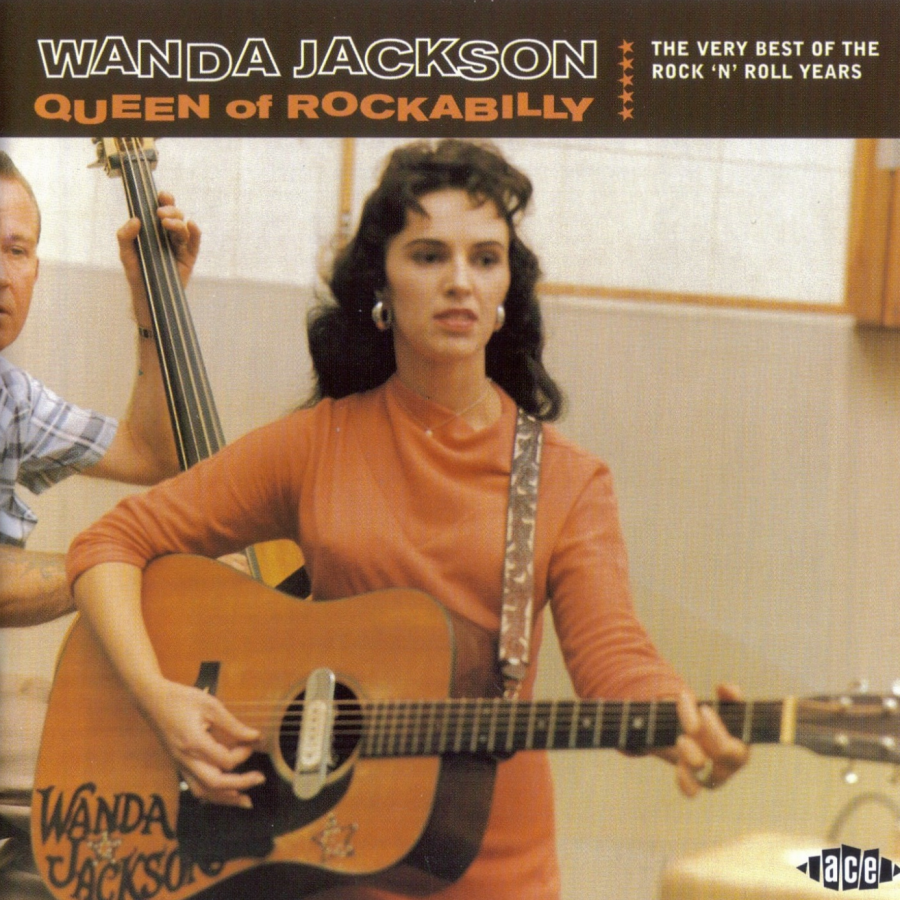 WANDA JACKSON
QUEEN of ROCKABILLY
THE VERY BEST OF THE
ROCK ‘N’ ROLL YEARS
WANDA
JACKSON
ace